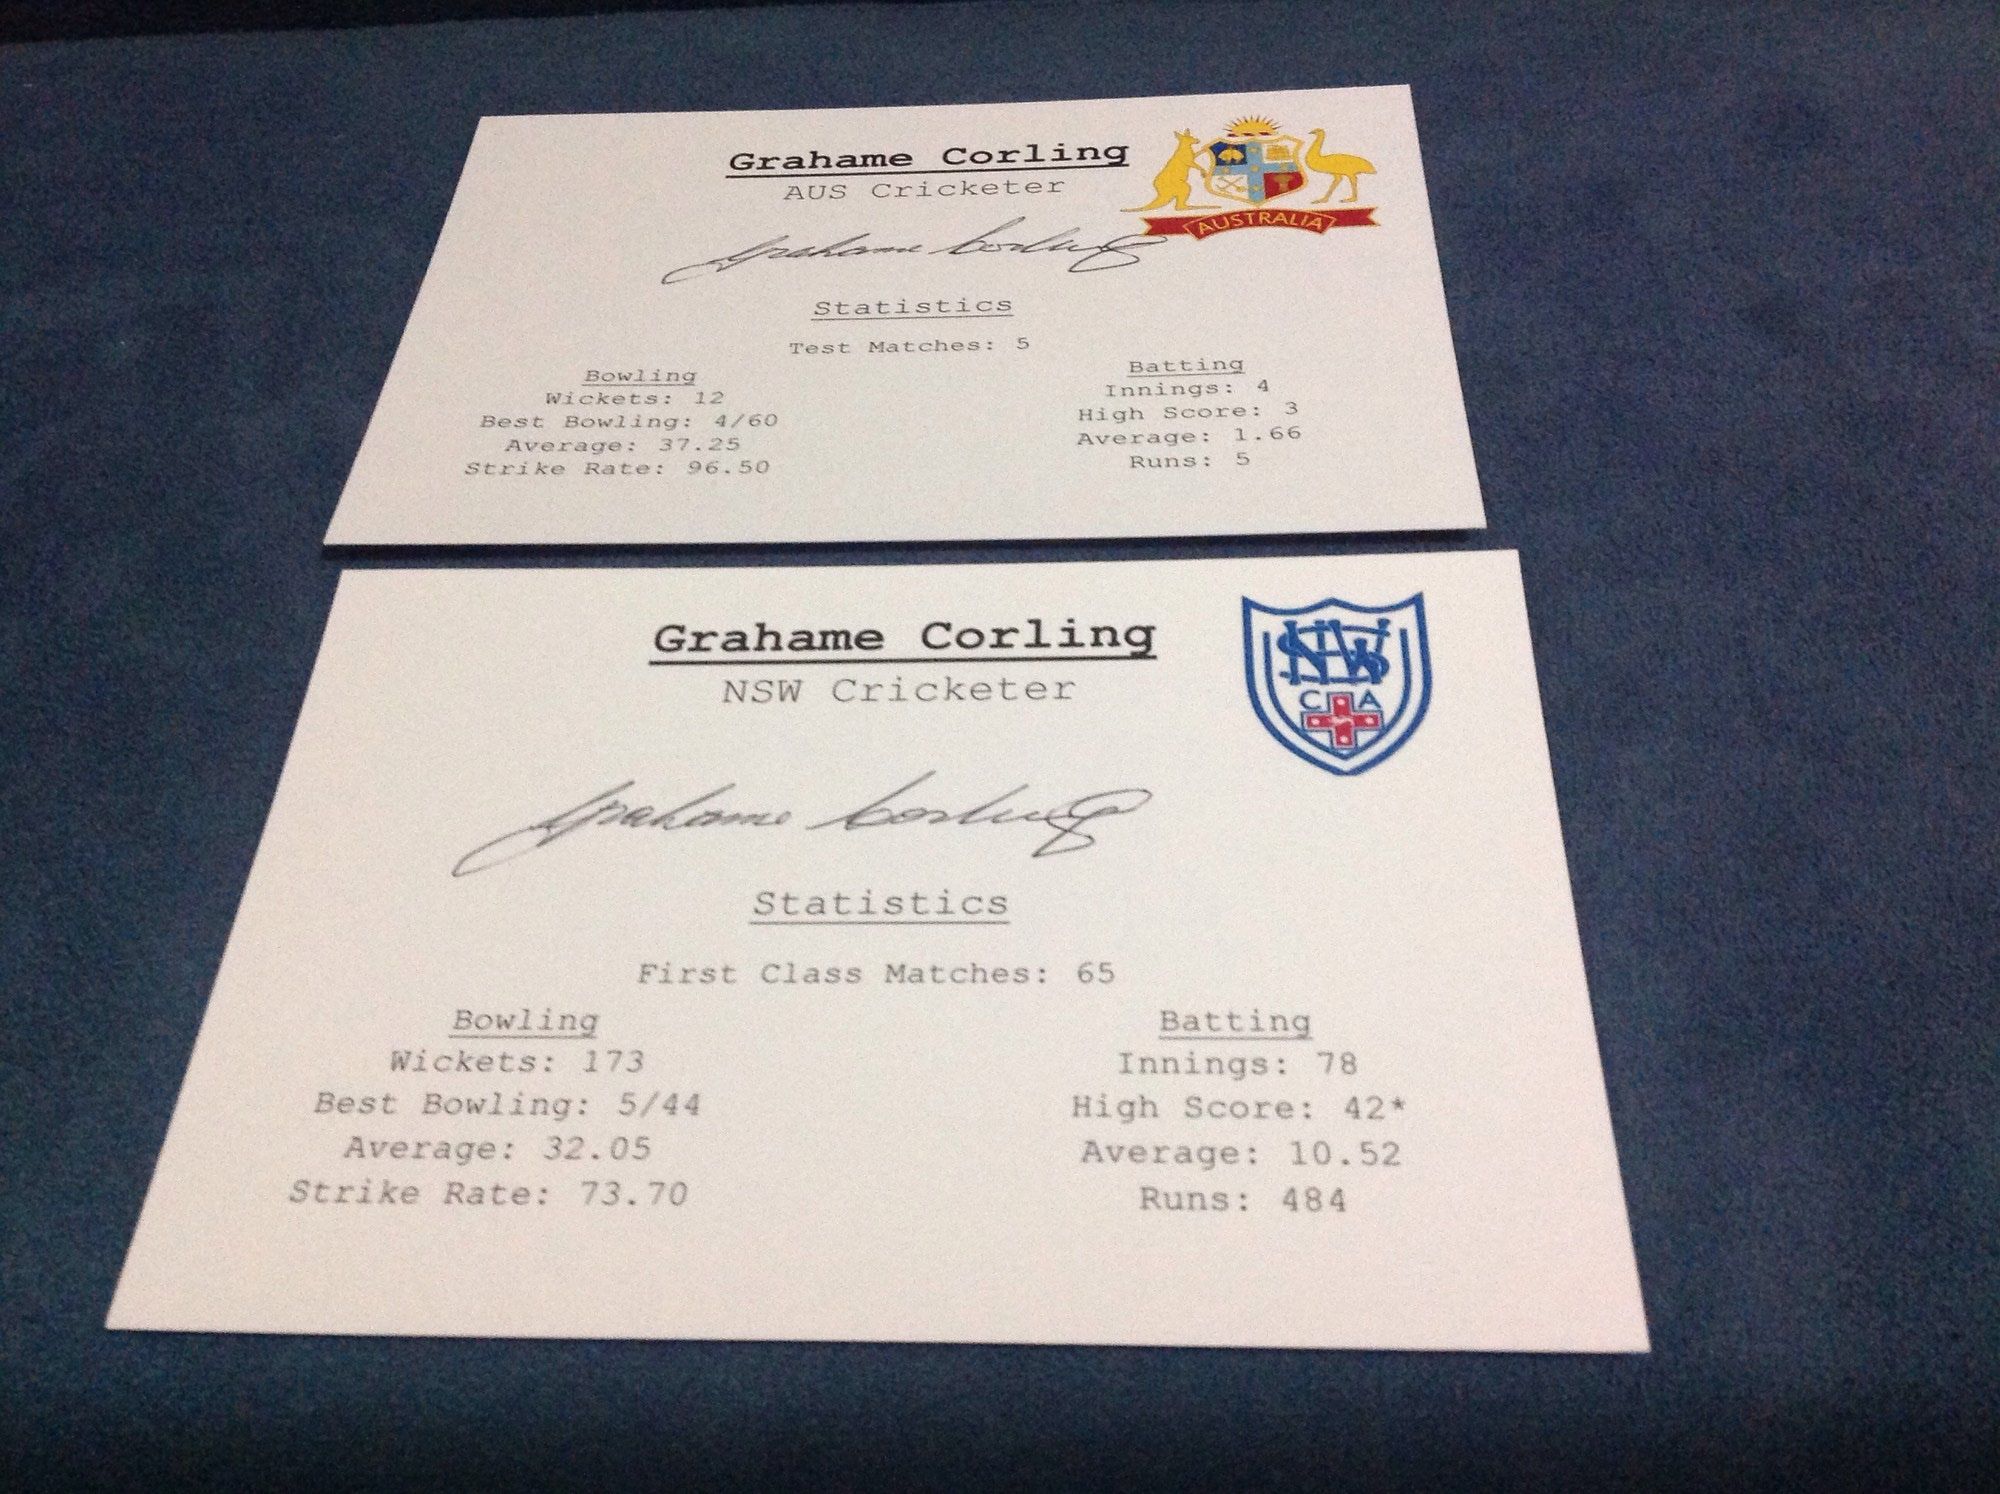 Grahame Corling
AUS Cricketer
AUSTRALIA
Grahame Corling
Statistics
Test Matches: 5
Bowling
Wickets: 12
Best Bowling: 4/60
Average: 37.25
Strike Rate: 96.50
Batting
Innings: 4
High Score: 3
Average: 1.66
Runs: 5
Grahame Corling
NSW Cricketer
NSW
C A
Grahame Corling
Statistics
First Class Matches: 65
Bowling
Wickets: 173
Best Bowling: 5/44
Average: 32.05
Strike Rate: 73.70
Batting
Innings: 78
High Score: 42*
Average: 10.52
Runs: 484